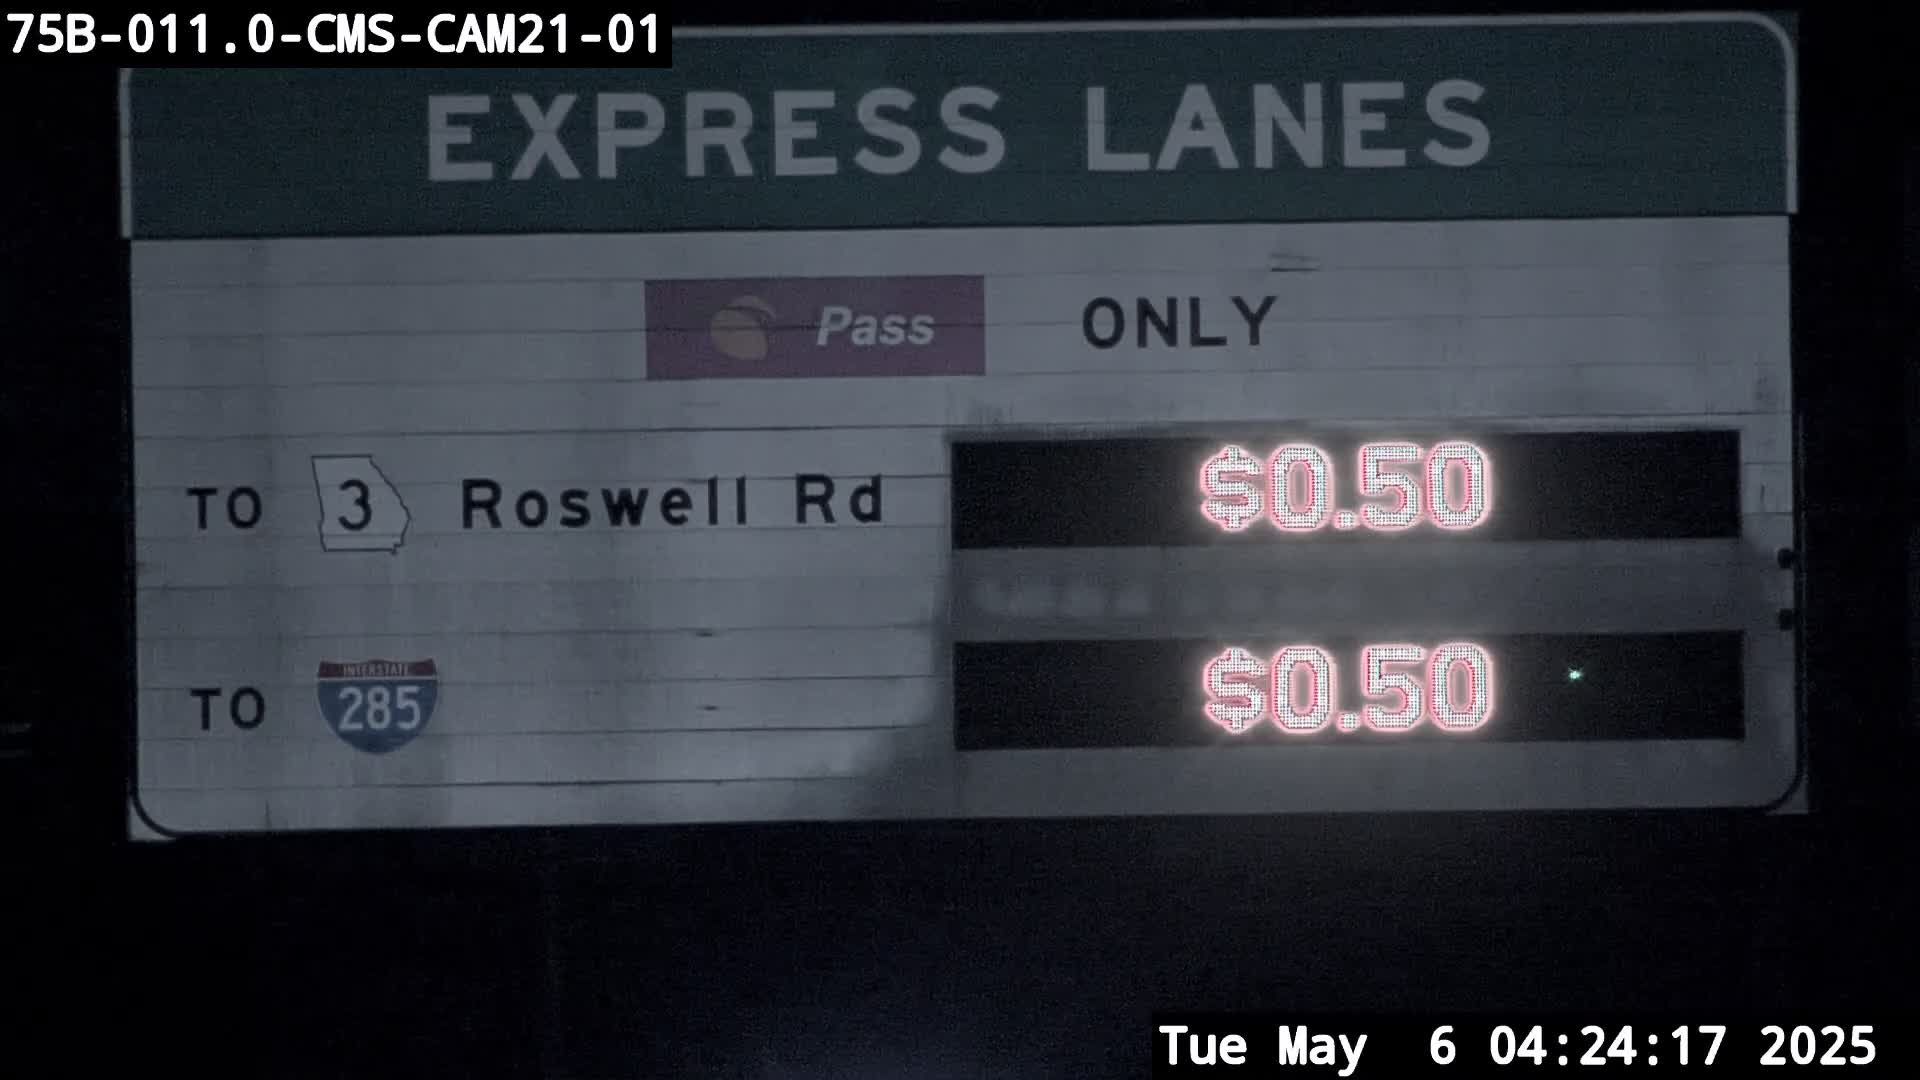 75B-011.0-CMS-CAM21-01
EXPRESS LANES
Pass ONLY
TO 3 Roswell Rd $0.50
INTERSTATE
TO 285 $0.50
Tue May 6 04:24:17 2025